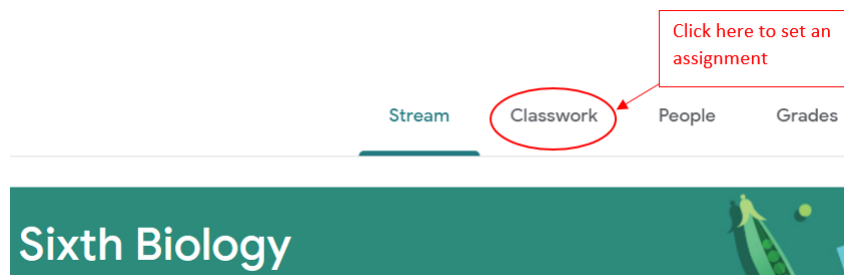 Click here to set an
assignment
Stream Classwork People Grades
Sixth Biology